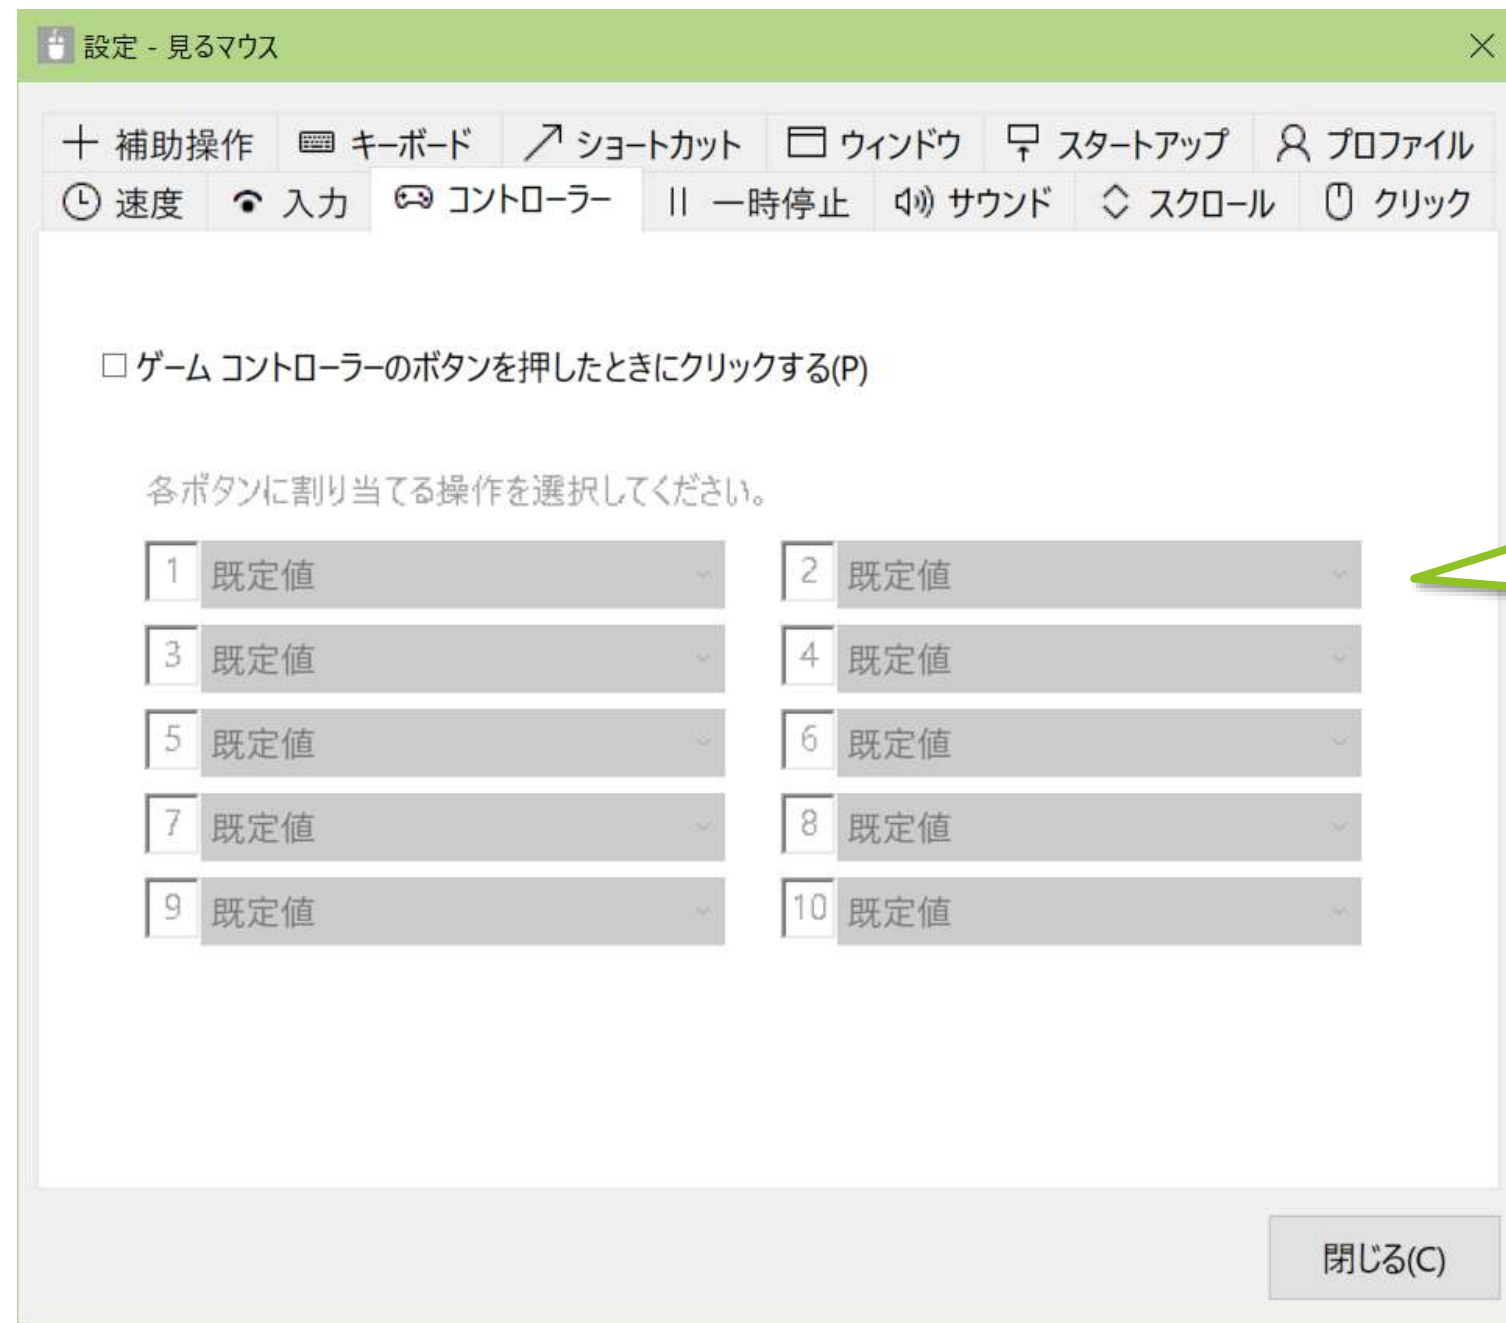 設定 - 見るマウス
補助操作 キーボード ショートカット ウィンドウ スタートアップ プロファイル
速度 入力 コントローラー 一時停止 サウンド スクロール クリック
ゲーム コントローラーのボタンを押したときにクリックする(P)
各ボタンに割り当てる操作を選択してください。
1 既定値 2 既定値
3 既定値 4 既定値
5 既定値 6 既定値
7 既定値 8 既定値
9 既定値 10 既定値
閉じる(C)